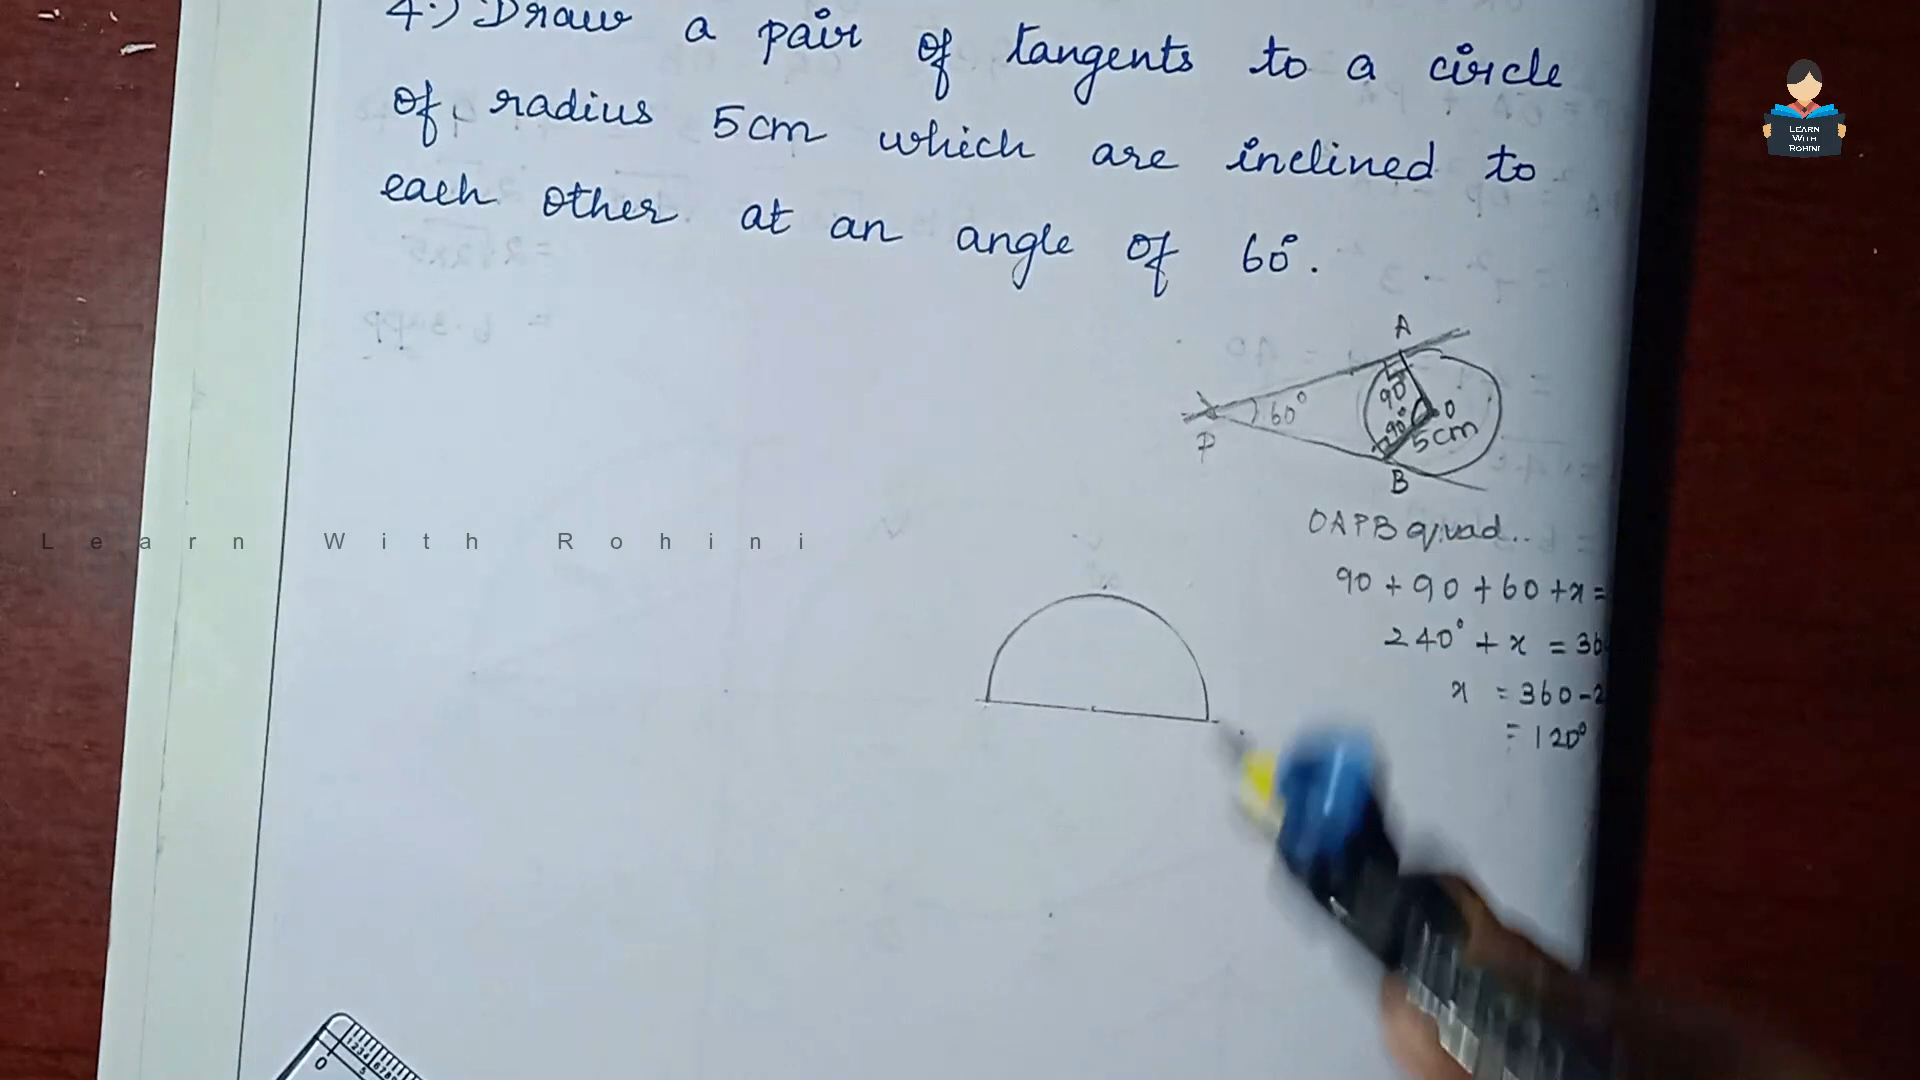 4.) Draw a pair of tangents to a circle
of radius 5cm which are inclined to
each other at an angle of 60°.
LEARN
WITH
ROHINI
A
90
60°
O
90°
5cm
P
B
OAPB quad..
Learn With Rohini
90 + 90 + 60 + x =
240° + x = 36
x = 360 - 2
= 120°
0
5